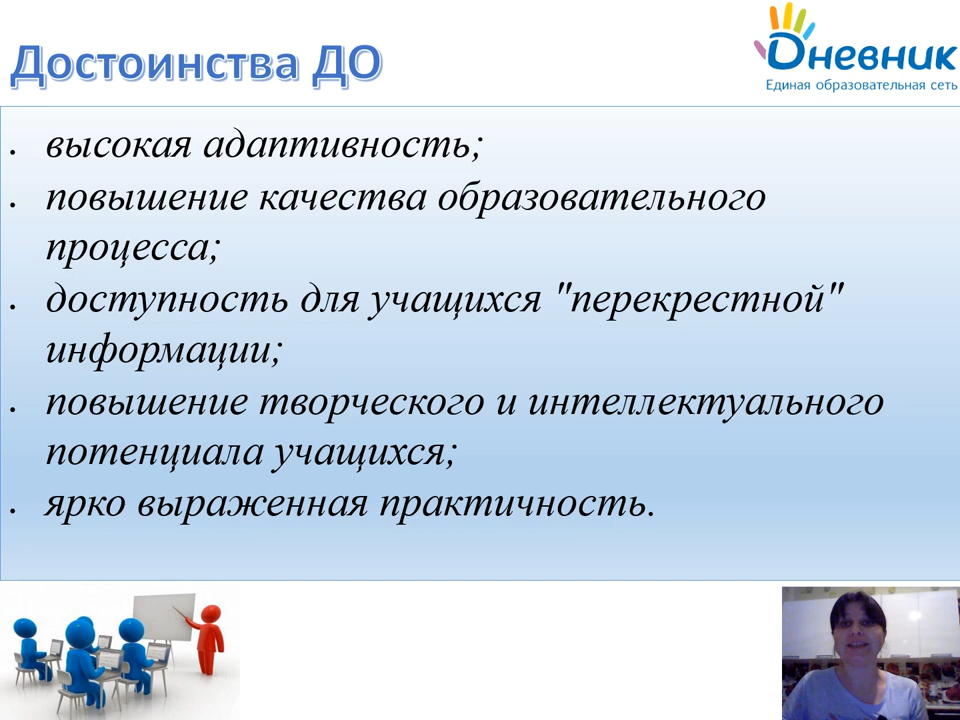 Достоинства ДО
Dневник
Единая образовательная сеть
• высокая адаптивность;
• повышение качества образовательного
процесса;
• доступность для учащихся "перекрестной"
информации;
• повышение творческого и интеллектуального
потенциала учащихся;
• ярко выраженная практичность.